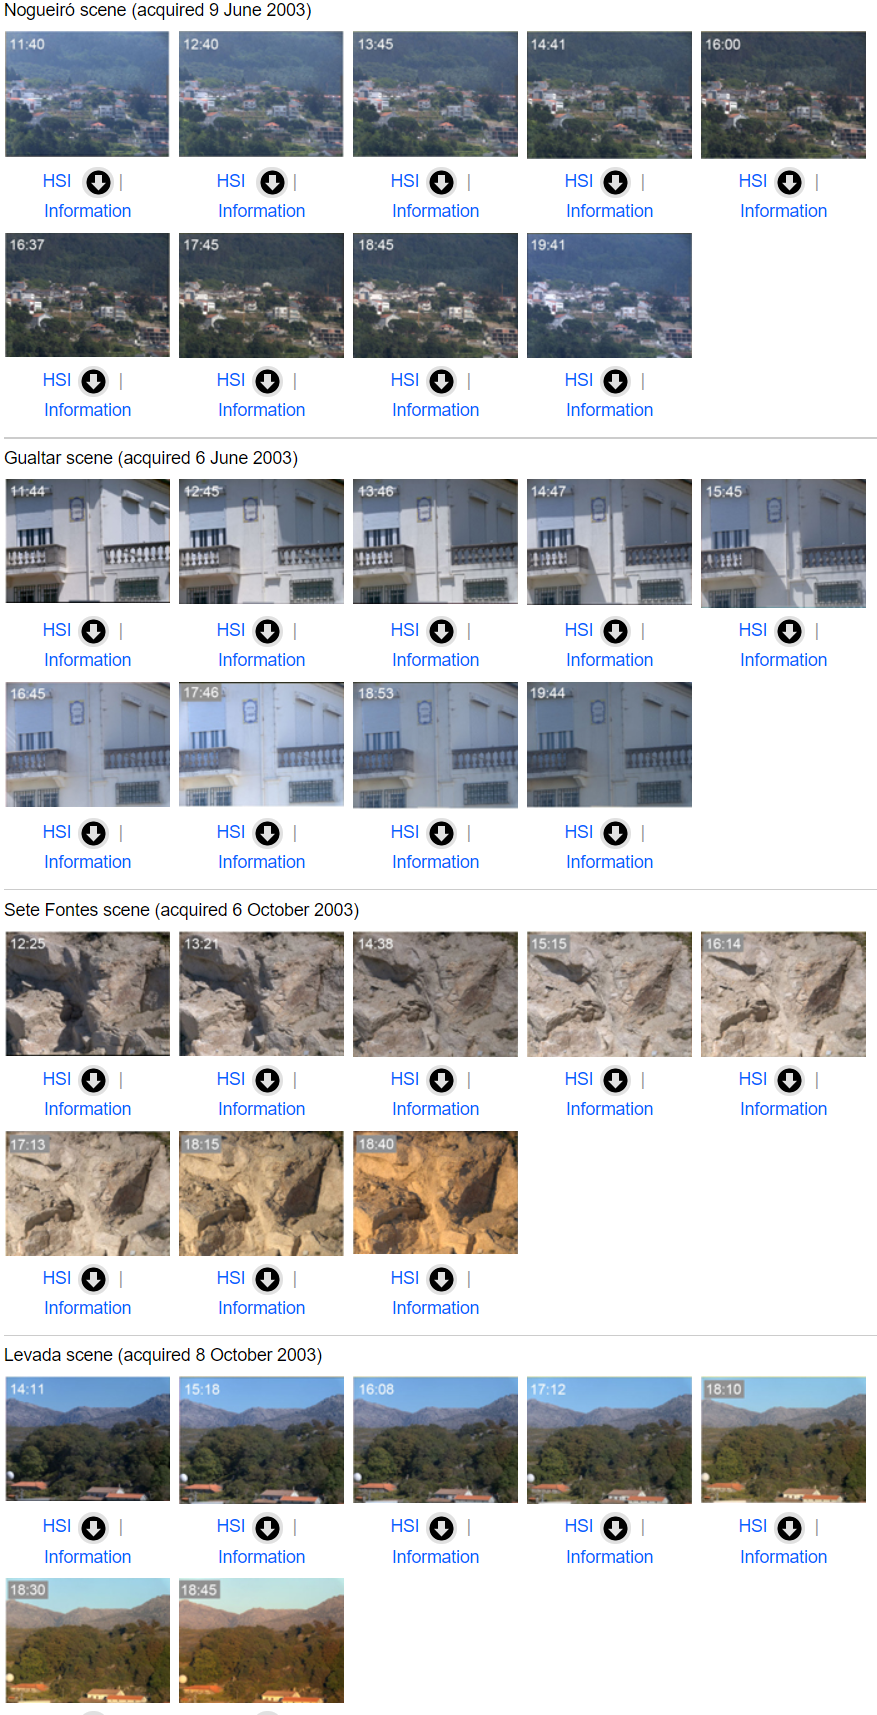 Nogueiró scene (acquired 9 June 2003)
11:40 12:40 13:45 14:41 16:00
HSI | HSI | HSI | HSI | HSI |
Information Information Information Information Information
16:37 17:45 18:45 19:41
HSI | HSI | HSI | HSI |
Information Information Information Information
Gualtar scene (acquired 6 June 2003)
11:44 12:45 13:46 14:47 15:45
HSI | HSI | HSI | HSI | HSI |
Information Information Information Information Information
16:45 17:46 18:53 19:44
HSI | HSI | HSI | HSI |
Information Information Information Information
Sete Fontes scene (acquired 6 October 2003)
12:25 13:21 14:38 15:15 16:14
HSI | HSI | HSI | HSI | HSI |
Information Information Information Information Information
17:13 18:15 18:40
HSI | HSI | HSI |
Information Information Information
Levada scene (acquired 8 October 2003)
14:11 15:18 16:08 17:12 18:10
HSI | HSI | HSI | HSI | HSI |
Information Information Information Information Information
18:30 18:45